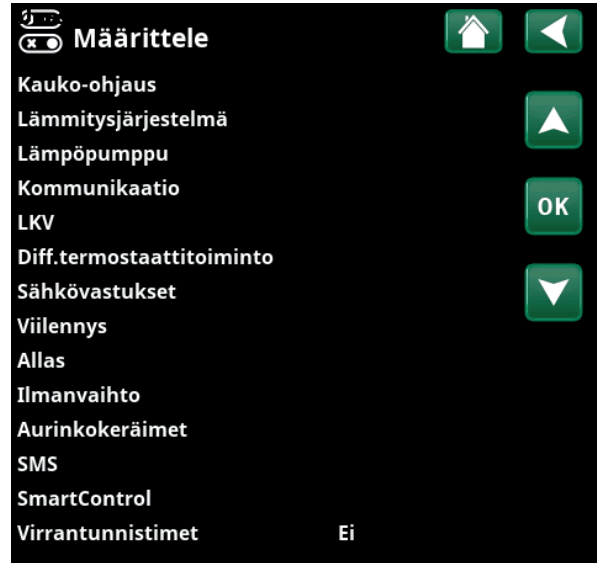 Määrittele
Kauko-ohjaus
Lämmitysjärjestelmä
Lämpöpumppu
OK
Kommunikaatio
LKV
Diff.termostaattitoiminto
Sähkövastukset
Viilennys
Allas
Ilmanvaihto
Aurinkokeräimet
SMS
SmartControl
Virrantunnistimet Ei